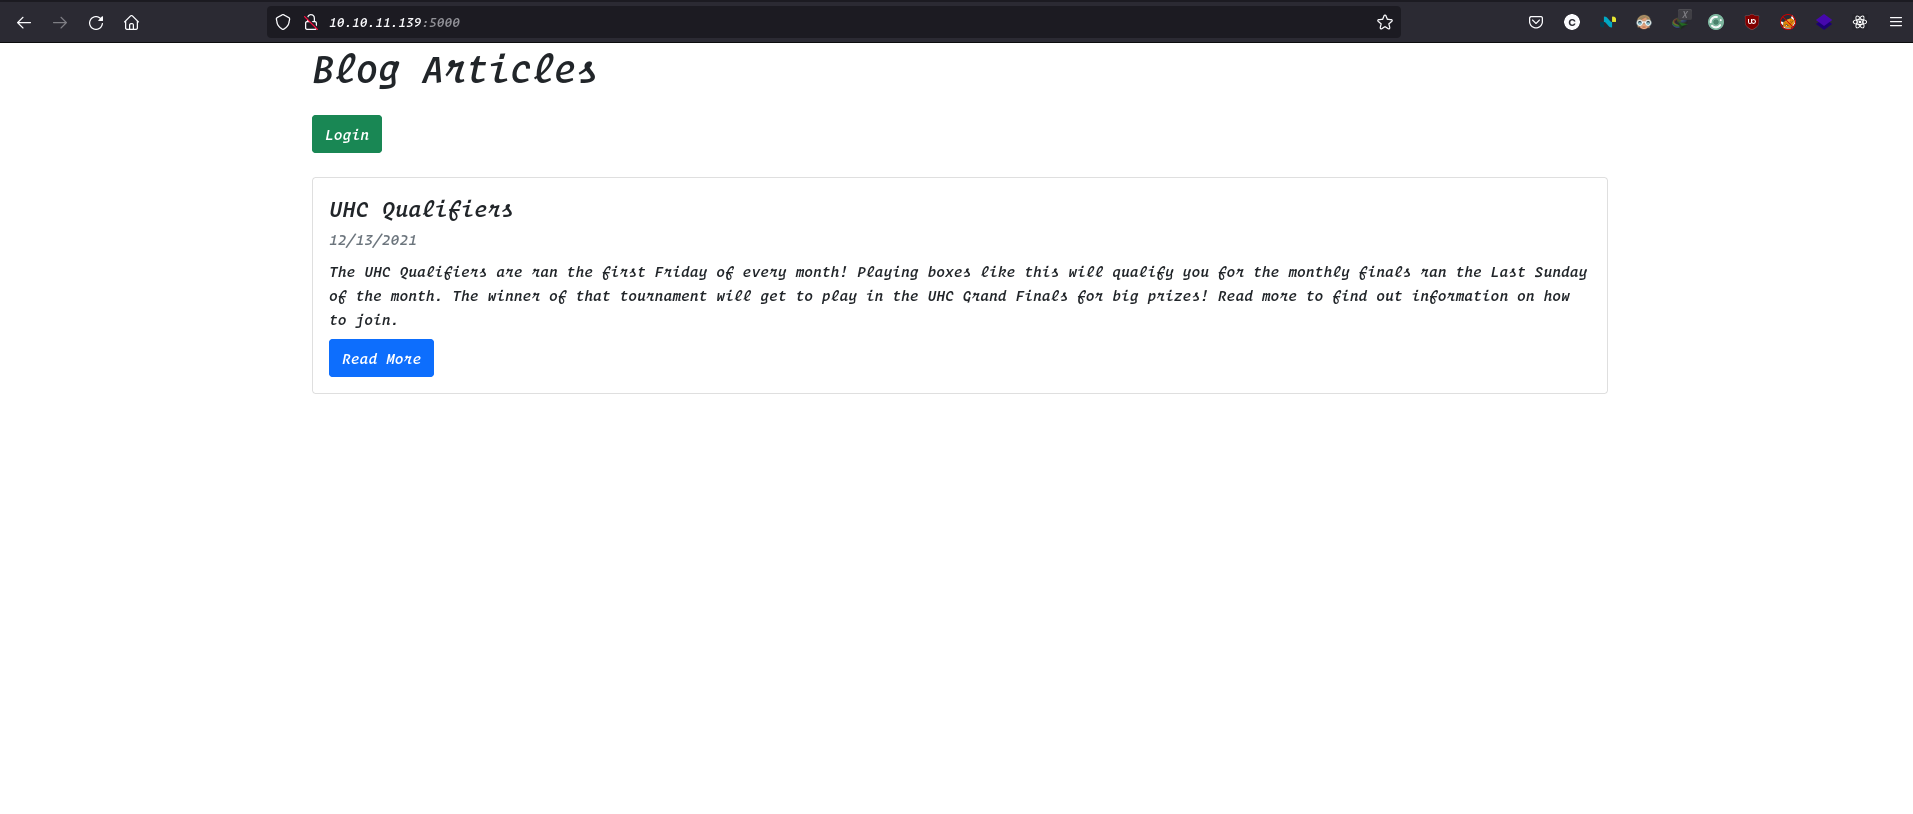 10.10.11.139:5000
Blog Articles
Login
UHC Qualifiers
12/13/2021
The UHC Qualifiers are ran the first Friday of every month! Playing boxes like this will qualify you for the monthly finals ran the Last Sunday
of the month. The winner of that tournament will get to play in the UHC Grand Finals for big prizes! Read more to find out information on how
to join.
Read More